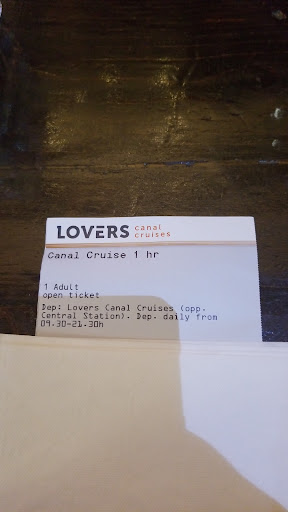 LOVERS canal cruises
Canal Cruise 1 hr
1 Adult
open ticket
Dep: Lovers Canal Cruises (opp.
Central Station). Dep. daily from
09.30-21.30h